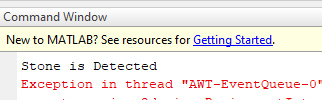 Command Window
New to MATLAB? See resources for Getting Started.
Stone is Detected
Exception in thread "AWT-EventQueue-0"